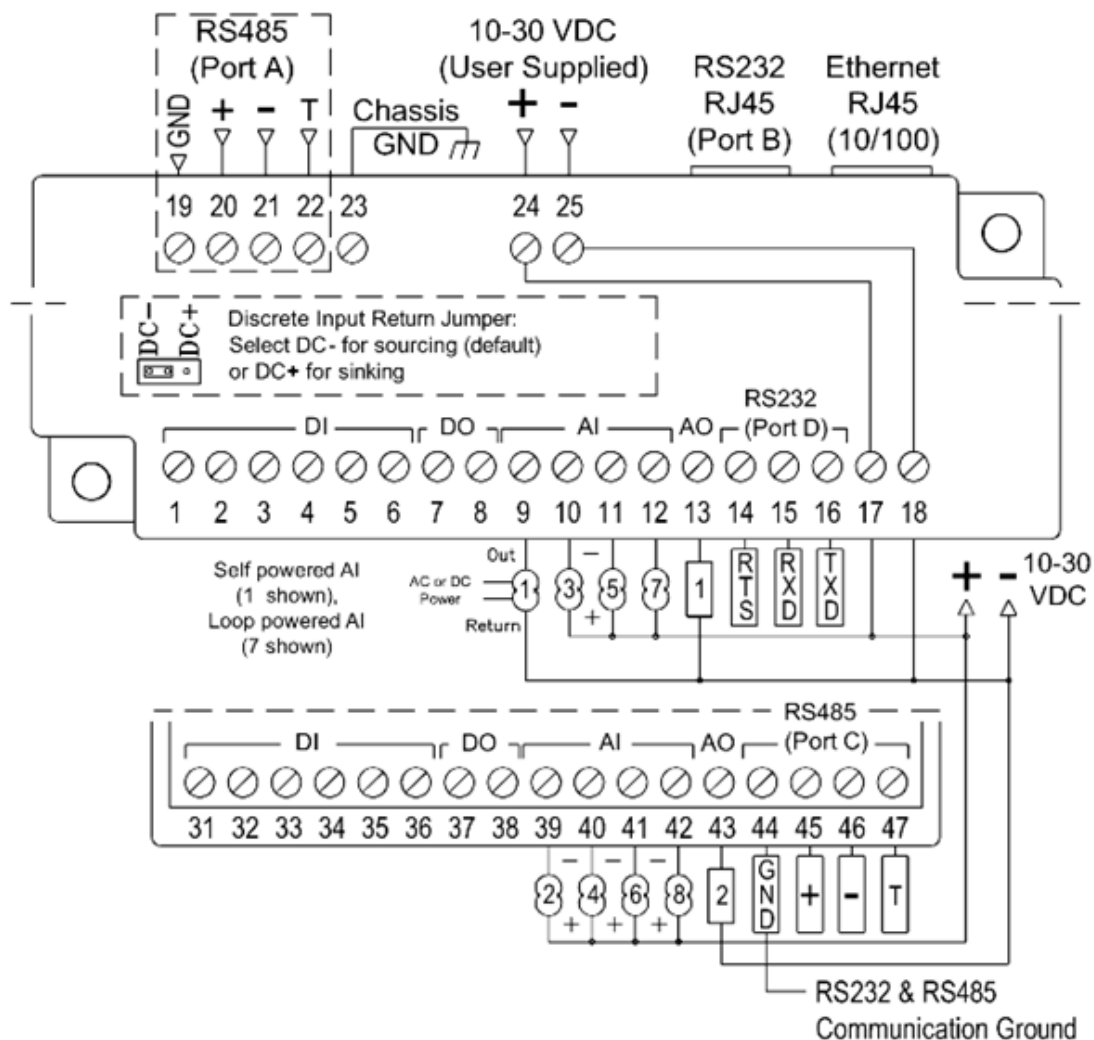 RS485
(Port A)
10-30 VDC
(User Supplied)
RS232
RJ45
(Port B)
Ethernet
RJ45
(10/100)
GND
+ - T
Chassis
GND
+ -
19 20 21 22 23 24 25
DC-
DC+
Discrete Input Return Jumper:
Select DC- for sourcing (default)
or DC+ for sinking
RS232
DI DO AI AO (Port D)
1 2 3 4 5 6 7 8 9 10 11 12 13 14 15 16 17 18
Self powered AI
(1 shown),
Loop powered AI
(7 shown)
Out
AC or DC
Power
Return
-
1 3 5 7 1
+
RTS
RXD
TXD
+ - 10-30
VDC
RS485
DI DO AI AO (Port C)
31 32 33 34 35 36 37 38 39 40 41 42 43 44 45 46 47
- - -
2 4 6 8 2
GND
+ - T
+ + +
RS232 & RS485
Communication Ground